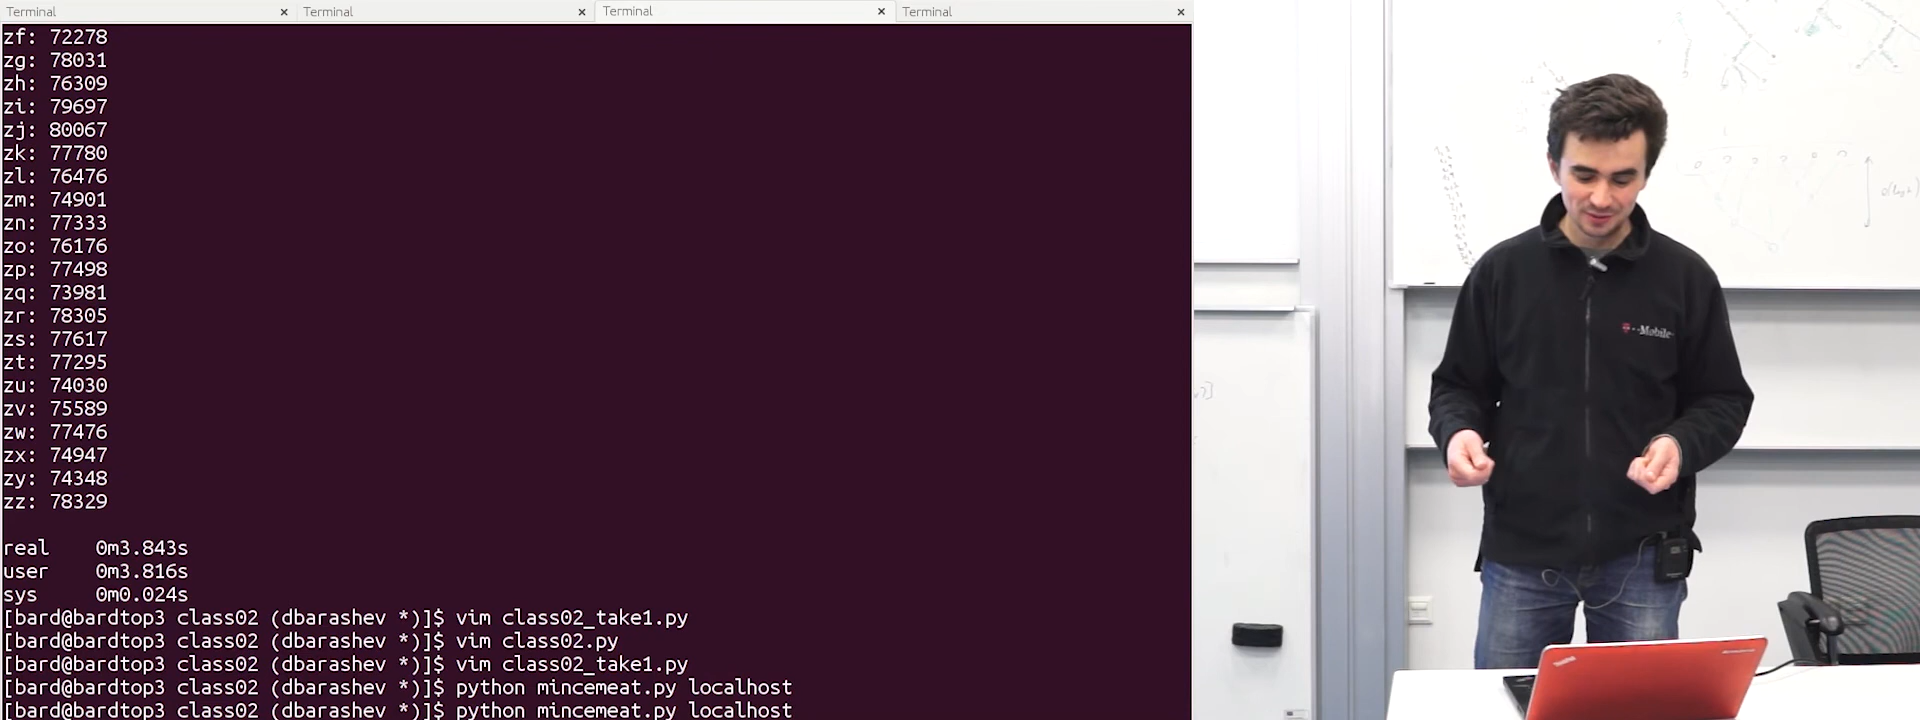 Terminal × Terminal × Terminal × Terminal ×
zf: 72278
zg: 78031
zh: 76309
zi: 79697
zj: 80067
zk: 77780
zl: 76476
zm: 74901
zn: 77333
zo: 76176
zp: 77498
zq: 73981
zr: 78305
zs: 77617
zt: 77295
zu: 74030
zv: 75589
zw: 77476
zx: 74947
zy: 74348
zz: 78329
real 0m3.843s
user 0m3.816s
sys 0m0.024s
[bard@bardtop3 class02 (dbarashev *)]$ vim class02_take1.py
[bard@bardtop3 class02 (dbarashev *)]$ vim class02.py
[bard@bardtop3 class02 (dbarashev *)]$ vim class02_take1.py
[bard@bardtop3 class02 (dbarashev *)]$ python mincemeat.py localhost
[bard@bardtop3 class02 (dbarashev *)]$ python mincemeat.py localhost
T··Mobile·
ThinkPad